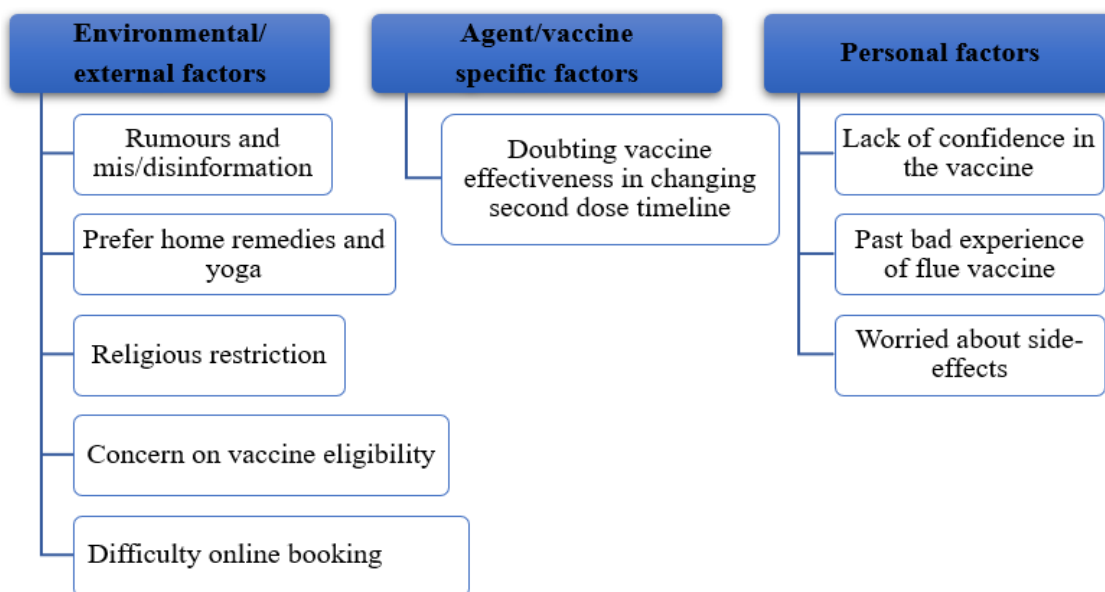 Environmental/
external factors
Rumours and
mis/disinformation
Prefer home remedies and
yoga
Religious restriction
Concern on vaccine eligibility
Difficulty online booking
Agent/vaccine
specific factors
Doubting vaccine
effectiveness in changing
second dose timeline
Personal factors
Lack of confidence in
the vaccine
Past bad experience
of flue vaccine
Worried about side-
effects